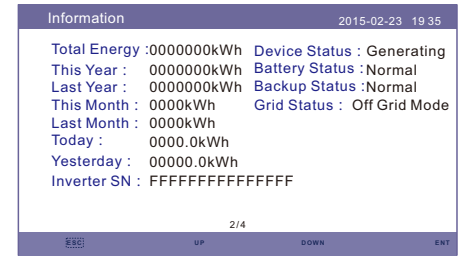 Information 2015-02-23 19 35
Total Energy :0000000kWh Device Status : Generating
This Year : 0000000kWh Battery Status :Normal
Last Year : 0000000kWh Backup Status :Normal
This Month : 0000kWh Grid Status : Off Grid Mode
Last Month : 0000kWh
Today : 0000.0kWh
Yesterday : 00000.0kWh
Inverter SN : FFFFFFFFFFFFFFF
2/4
ESC UP DOWN ENT